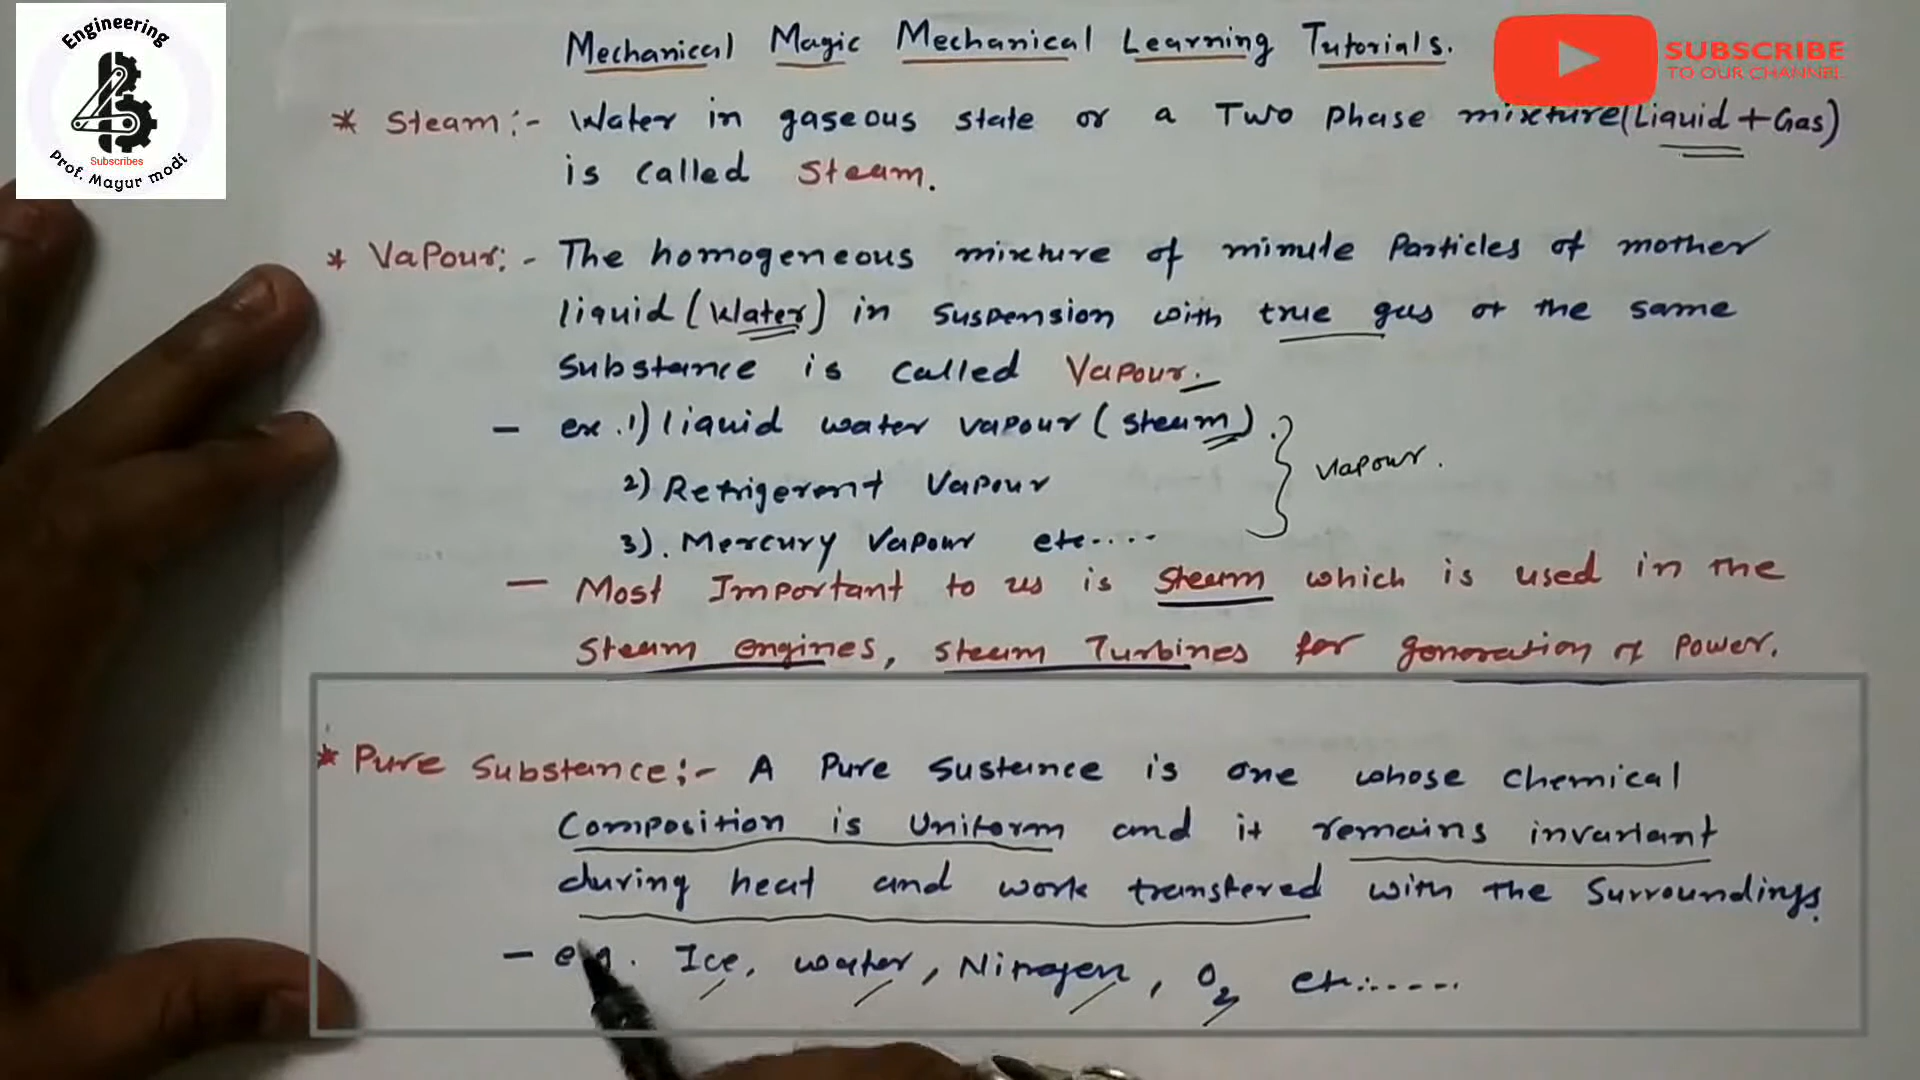 Engineering
Subscribes
Prof. Mayur modi
Mechanical Magic Mechanical Learning Tutorials.
SUBSCRIBE
TO OUR CHANNEL
* Steam:- Water in gaseous state or a Two Phase mixture(Liquid+Gas)
is called Steam.
* Vapour:- The homogeneous mixture of minute Particles of mother
liquid (Water) in suspension with true gas of the same
Substance is called Vapour.
- ex. 1) liquid water vapour (steam).
2) Refrigerant Vapour
3). Mercury Vapour etc.....
Vapour.
- Most Important to us is steam which is used in the
Steam engines, steam Turbines for generation of Power.
* Pure Substance:- A Pure Sustance is one whose chemical
Composition is Uniform and it remains invariant
during heat and work transfered with the Surroundings.
- eg. Ice, water, Nitrogen, O2 etc......